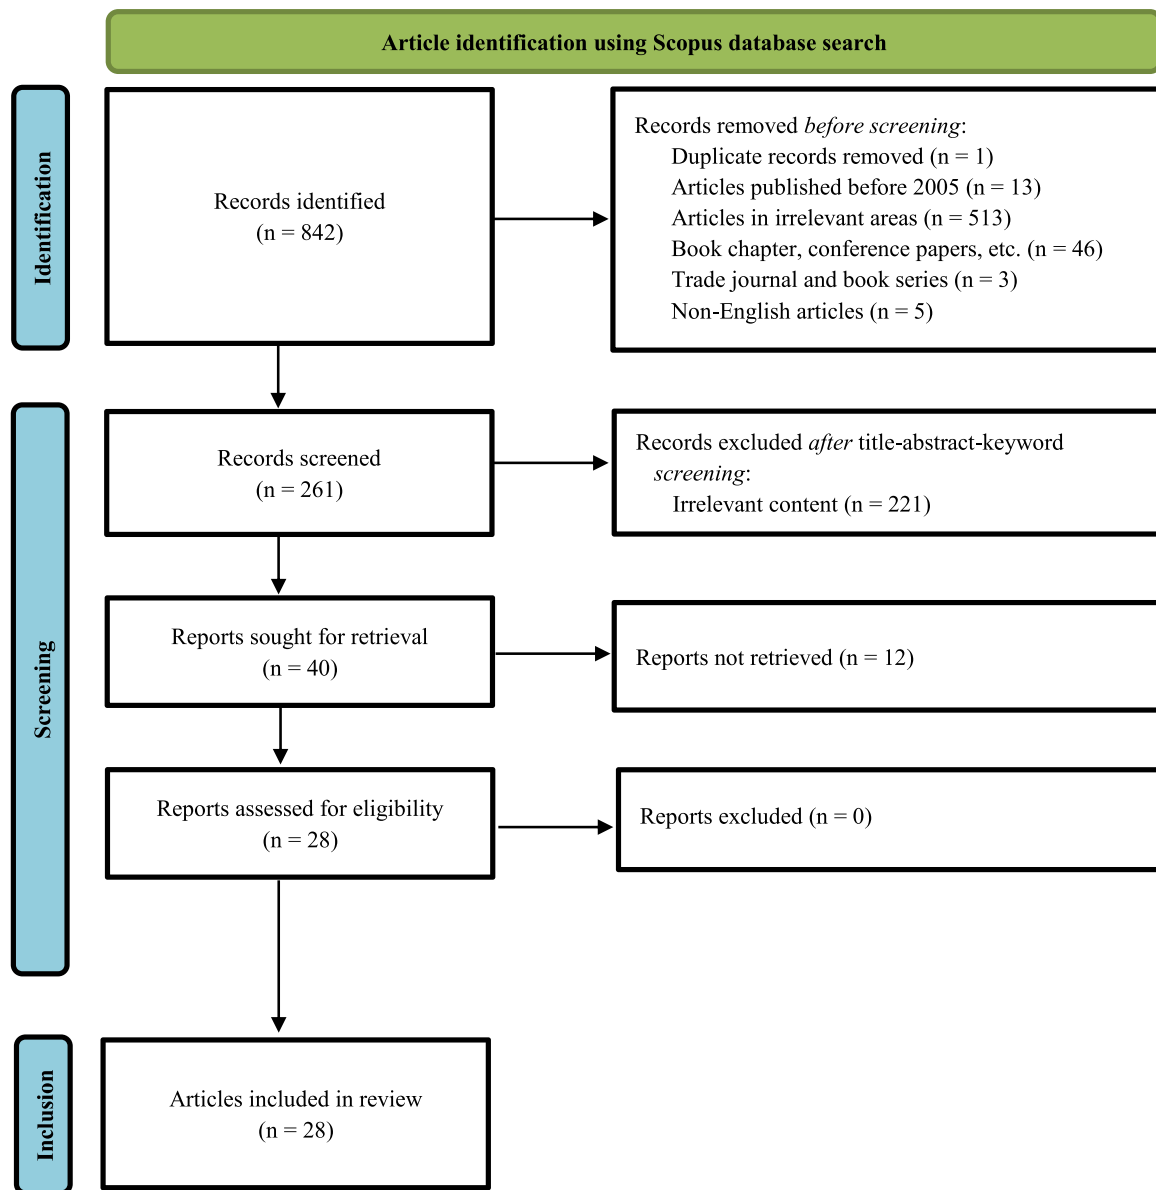 Article identification using Scopus database search
Identification
Records identified
(n = 842)
Records removed before screening:
Duplicate records removed (n = 1)
Articles published before 2005 (n = 13)
Articles in irrelevant areas (n = 513)
Book chapter, conference papers, etc. (n = 46)
Trade journal and book series (n = 3)
Non-English articles (n = 5)
Screening
Records screened
(n = 261)
Records excluded after title-abstract-keyword
screening:
Irrelevant content (n = 221)
Reports sought for retrieval
(n = 40)
Reports not retrieved (n = 12)
Reports assessed for eligibility
(n = 28)
Reports excluded (n = 0)
Inclusion
Articles included in review
(n = 28)